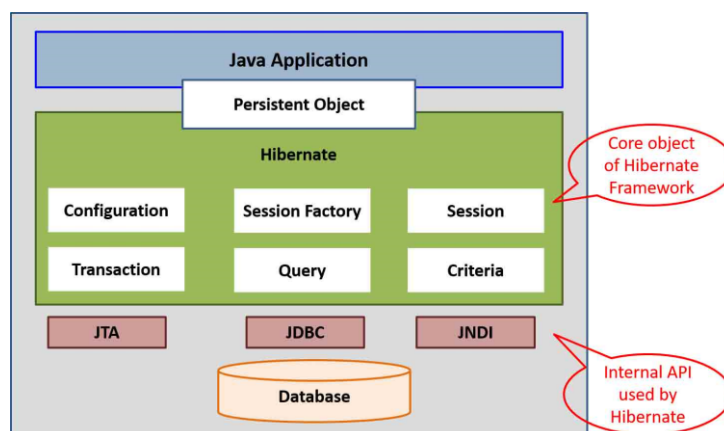 Java Application
Persistent Object
Hibernate
Core object
of Hibernate
Framework
Configuration
Session Factory
Session
Transaction
Query
Criteria
JTA
JDBC
JNDI
Internal API
used by
Hibernate
Database